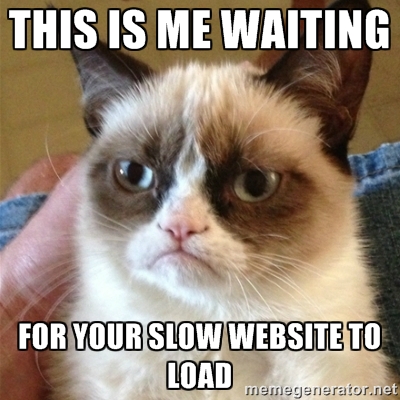 THIS IS ME WAITING
FOR YOUR SLOW WEBSITE TO
LOAD
memegenerator.net